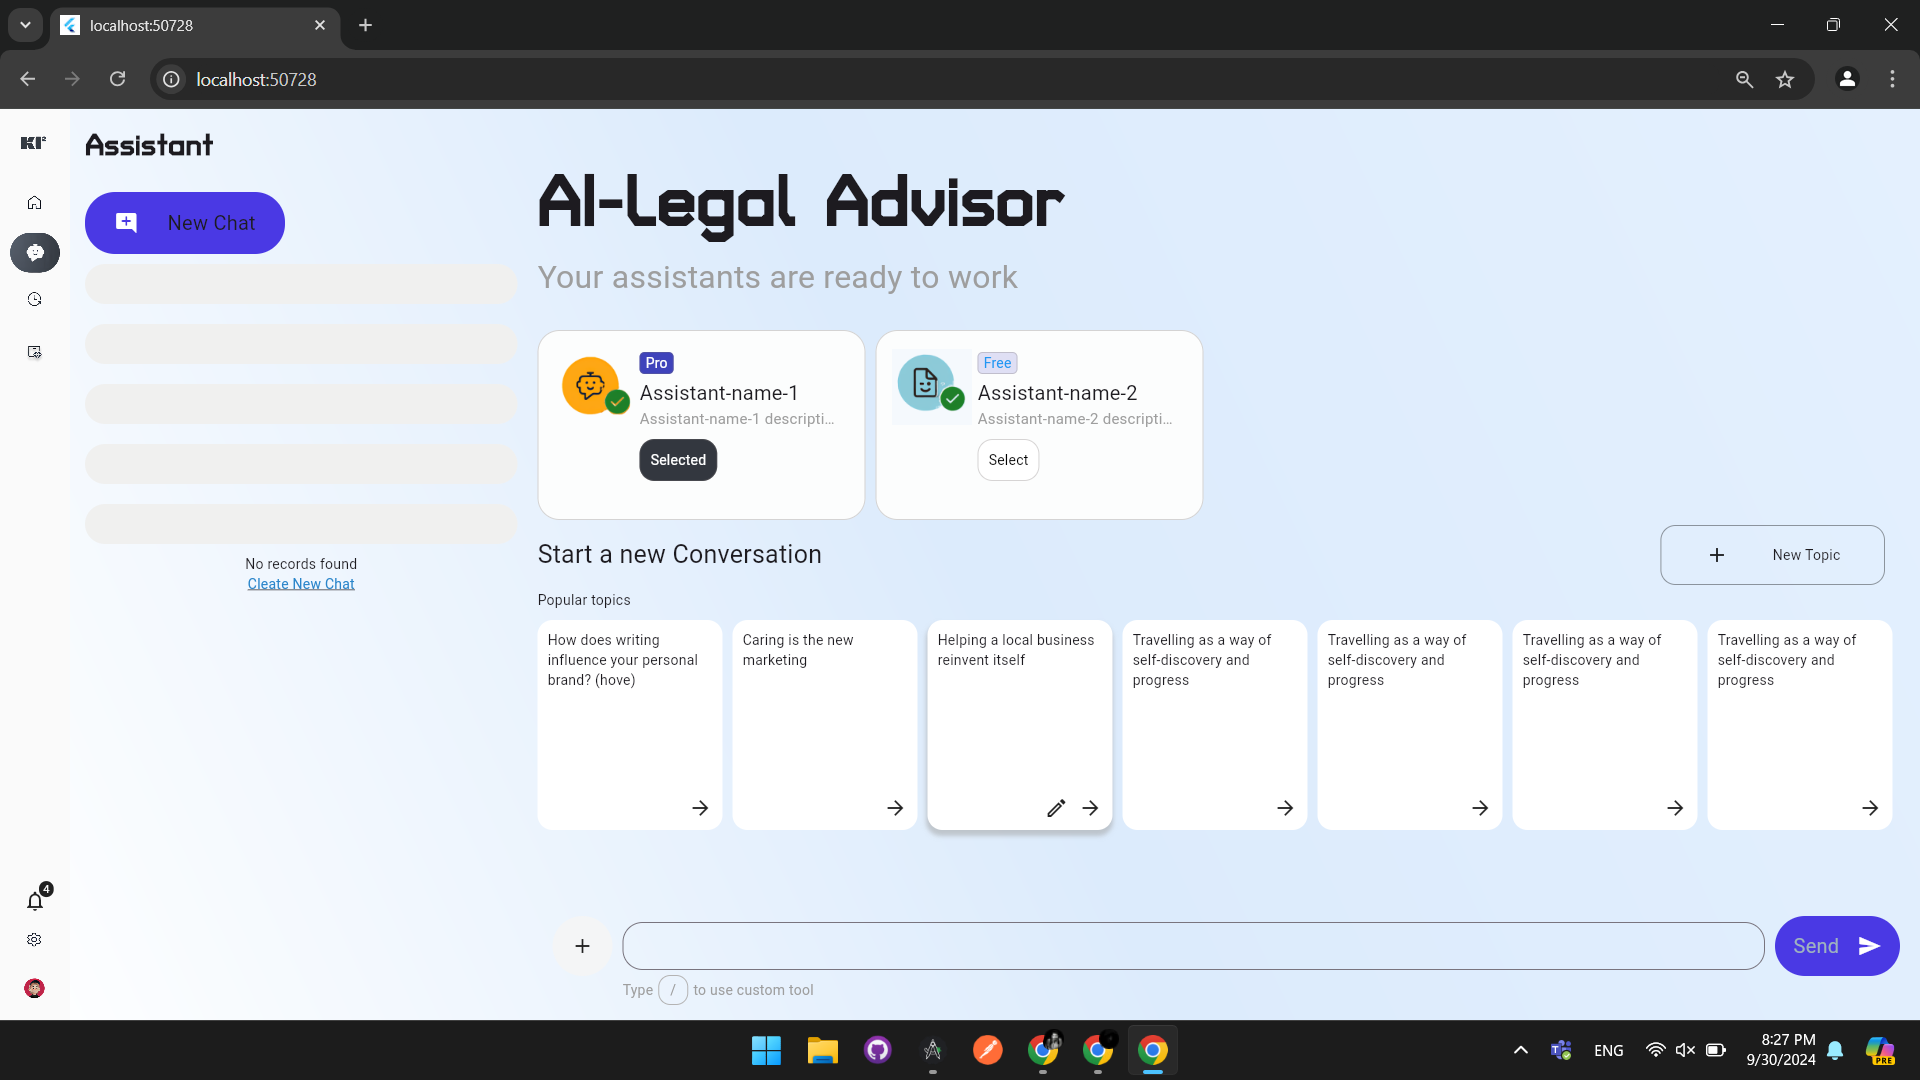 localhost:50728
localhost:50728
KI²
Assistant
New Chat
No records found
Cleate New Chat
4
AI-Legal Advisor
Your assistants are ready to work
Pro
Assistant-name-1
Assistant-name-1 descripti...
Selected
Free
Assistant-name-2
Assistant-name-2 descripti...
Select
Start a new Conversation
New Topic
Popular topics
How does writing
influence your personal
brand? (hove)
Caring is the new
marketing
Helping a local business
reinvent itself
Travelling as a way of
self-discovery and
progress
Travelling as a way of
self-discovery and
progress
Travelling as a way of
self-discovery and
progress
Travelling as a way of
self-discovery and
progress
Send
Type / to use custom tool
ENG
8:27 PM
9/30/2024
PRE